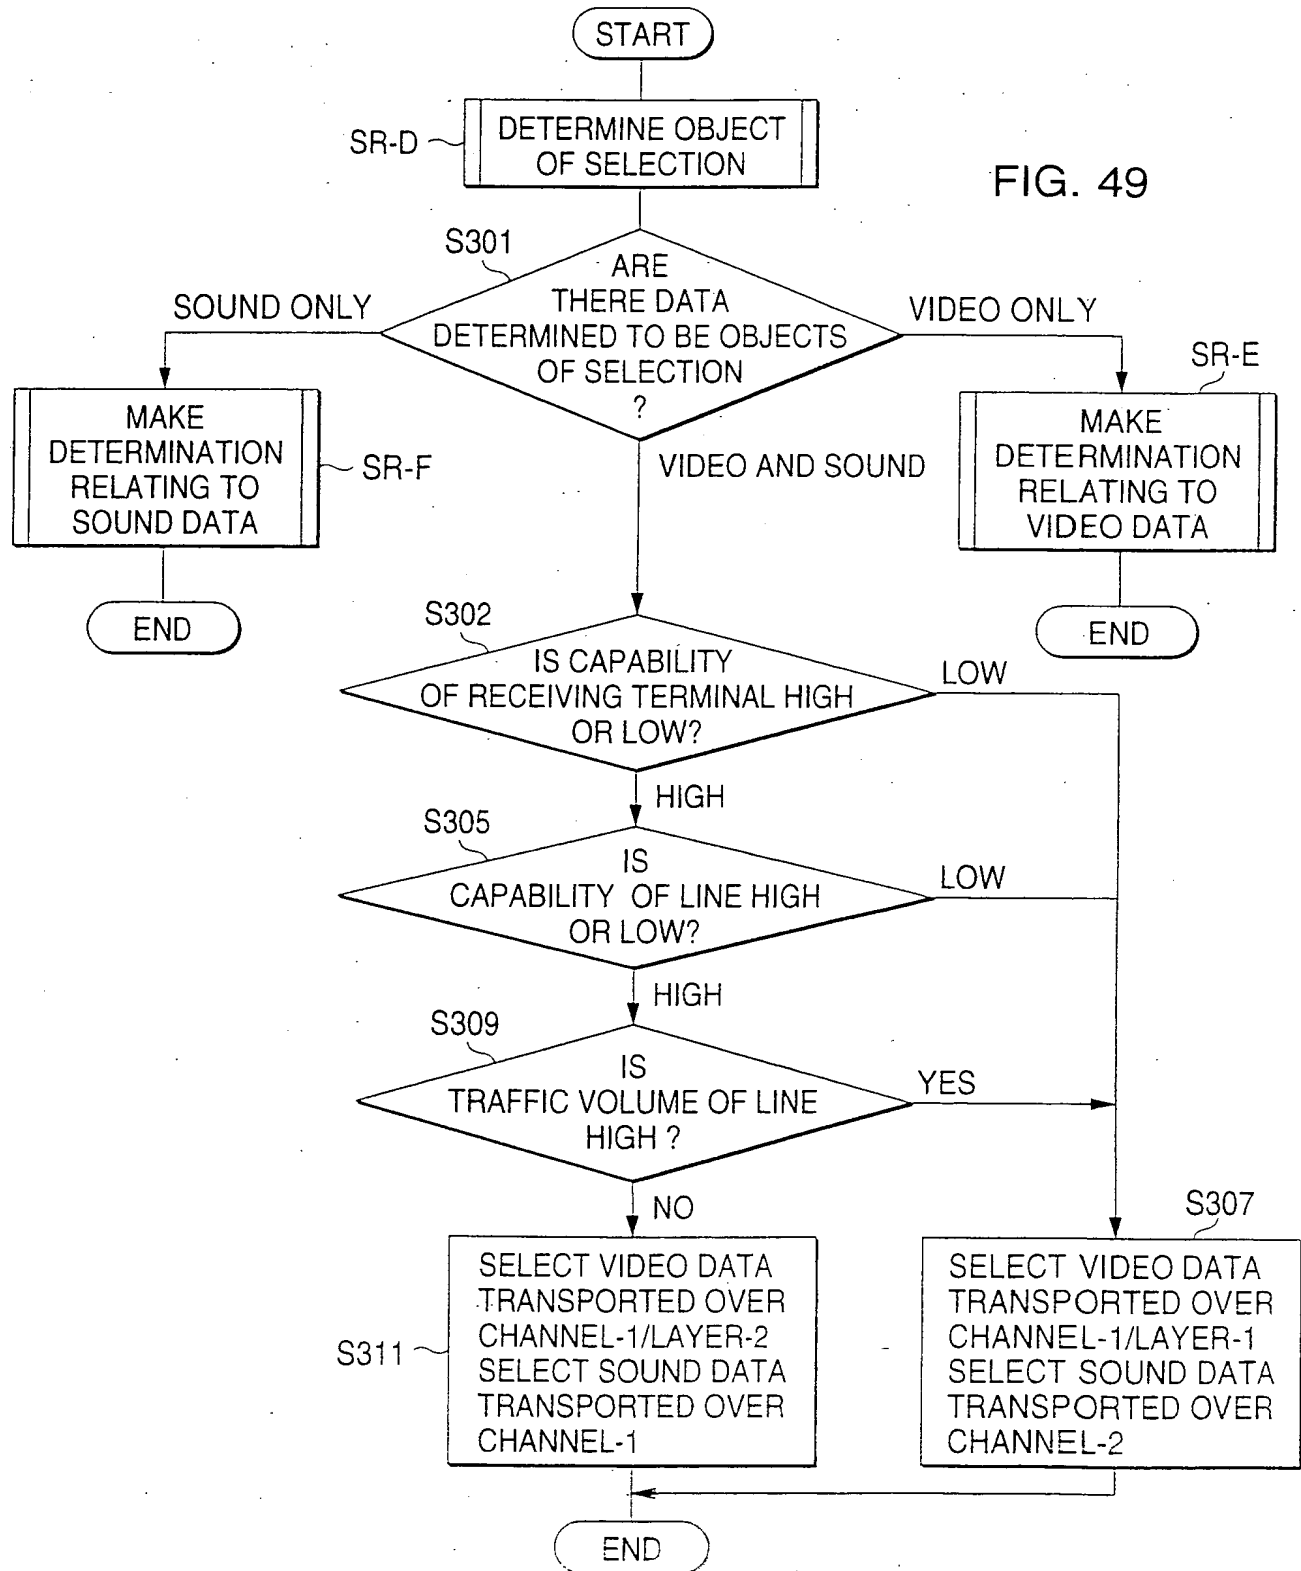 START
SR-D
DETERMINE OBJECT
OF SELECTION
FIG. 49
S301
ARE
THERE DATA
DETERMINED TO BE OBJECTS
OF SELECTION
?
SOUND ONLY
VIDEO ONLY
SR-E
MAKE
DETERMINATION
RELATING TO
SOUND DATA
SR-F
VIDEO AND SOUND
MAKE
DETERMINATION
RELATING TO
VIDEO DATA
END
END
S302
IS CAPABILITY
OF RECEIVING TERMINAL HIGH
OR LOW?
LOW
HIGH
S305
IS
CAPABILITY OF LINE HIGH
OR LOW?
LOW
HIGH
S309
IS
TRAFFIC VOLUME OF LINE
HIGH ?
YES
NO
S307
SELECT VIDEO DATA
TRANSPORTED OVER
CHANNEL-1/LAYER-2
SELECT SOUND DATA
TRANSPORTED OVER
CHANNEL-1
S311
SELECT VIDEO DATA
TRANSPORTED OVER
CHANNEL-1/LAYER-1
SELECT SOUND DATA
TRANSPORTED OVER
CHANNEL-2
END